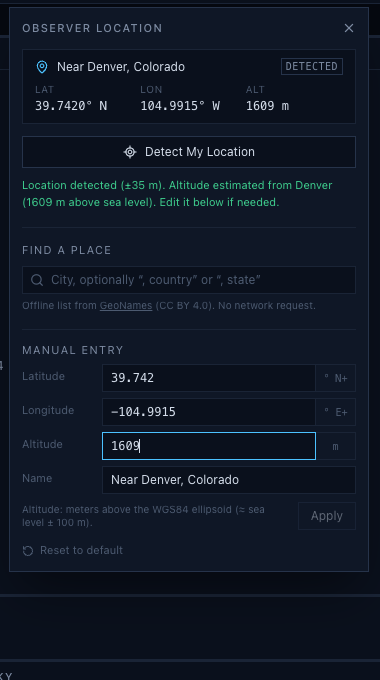 OBSERVER LOCATION
Near Denver, Colorado
DETECTED
LAT LON ALT
39.7420° N 104.9915° W 1609 m
Detect My Location
Location detected (±35 m). Altitude estimated from Denver
(1609 m above sea level). Edit it below if needed.
FIND A PLACE
City, optionally “, country” or “, state”
Offline list from GeoNames (CC BY 4.0). No network request.
MANUAL ENTRY
4
Latitude 39.742 ° N+
Longitude −104.9915 ° E+
Altitude 1609 m
Name Near Denver, Colorado
Altitude: meters above the WGS84 ellipsoid (≈ sea
level ± 100 m).
Apply
Reset to default
KY